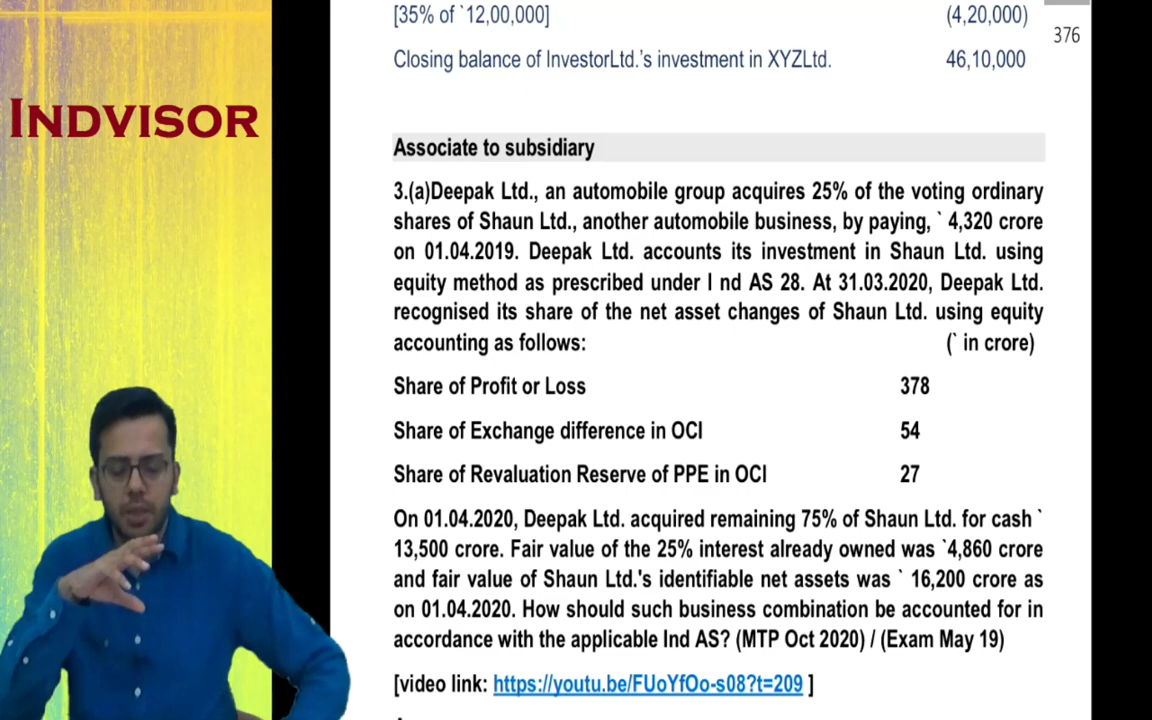 [35% of `12,00,000] (4,20,000)
376
Closing balance of InvestorLtd.'s investment in XYZLtd. 46,10,000
INDVISOR
Associate to subsidiary
3.(a)Deepak Ltd., an automobile group acquires 25% of the voting ordinary
shares of Shaun Ltd., another automobile business, by paying, ` 4,320 crore
on 01.04.2019. Deepak Ltd. accounts its investment in Shaun Ltd. using
equity method as prescribed under I nd AS 28. At 31.03.2020, Deepak Ltd.
recognised its share of the net asset changes of Shaun Ltd. using equity
accounting as follows: (` in crore)
Share of Profit or Loss 378
Share of Exchange difference in OCI 54
Share of Revaluation Reserve of PPE in OCI 27
On 01.04.2020, Deepak Ltd. acquired remaining 75% of Shaun Ltd. for cash `
13,500 crore. Fair value of the 25% interest already owned was `4,860 crore
and fair value of Shaun Ltd.'s identifiable net assets was ` 16,200 crore as
on 01.04.2020. How should such business combination be accounted for in
accordance with the applicable Ind AS? (MTP Oct 2020) / (Exam May 19)
[video link: https://youtu.be/FUoYfOo-s08?t=209 ]